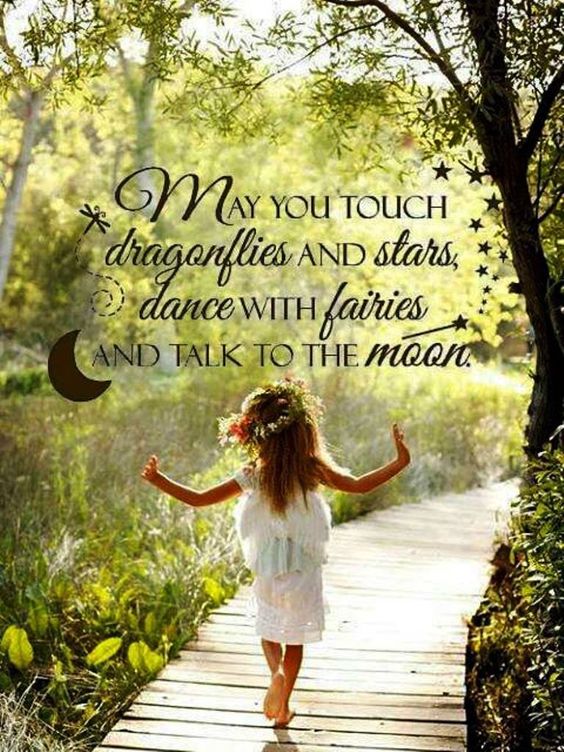 May you touch
dragonflies and stars,
dance with fairies
and talk to the moon.